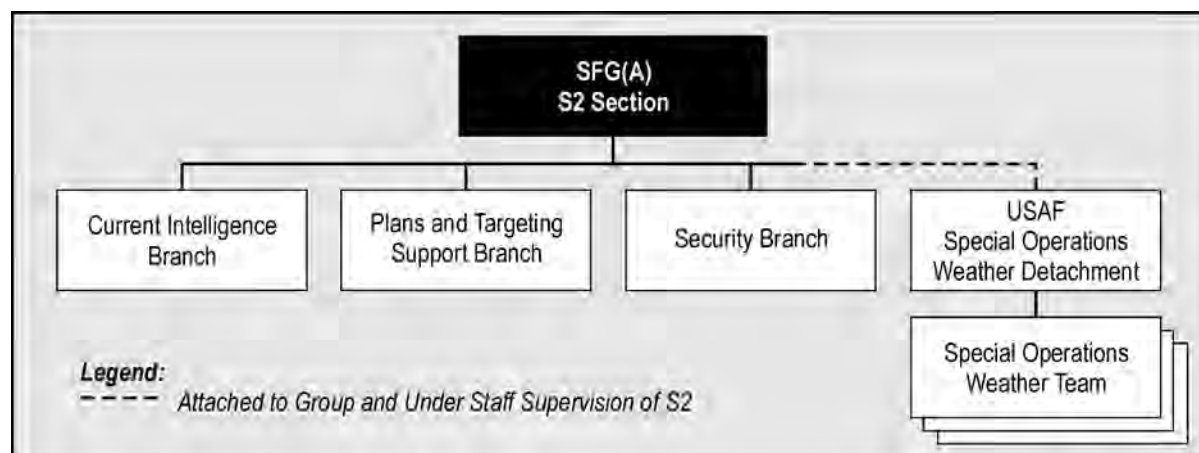 SFG(A)
S2 Section
Current Intelligence
Branch
Plans and Targeting
Support Branch
Security Branch
USAF
Special Operations
Weather Detachment
Special Operations
Weather Team
Legend:
Attached to Group and Under Staff Supervision of S2